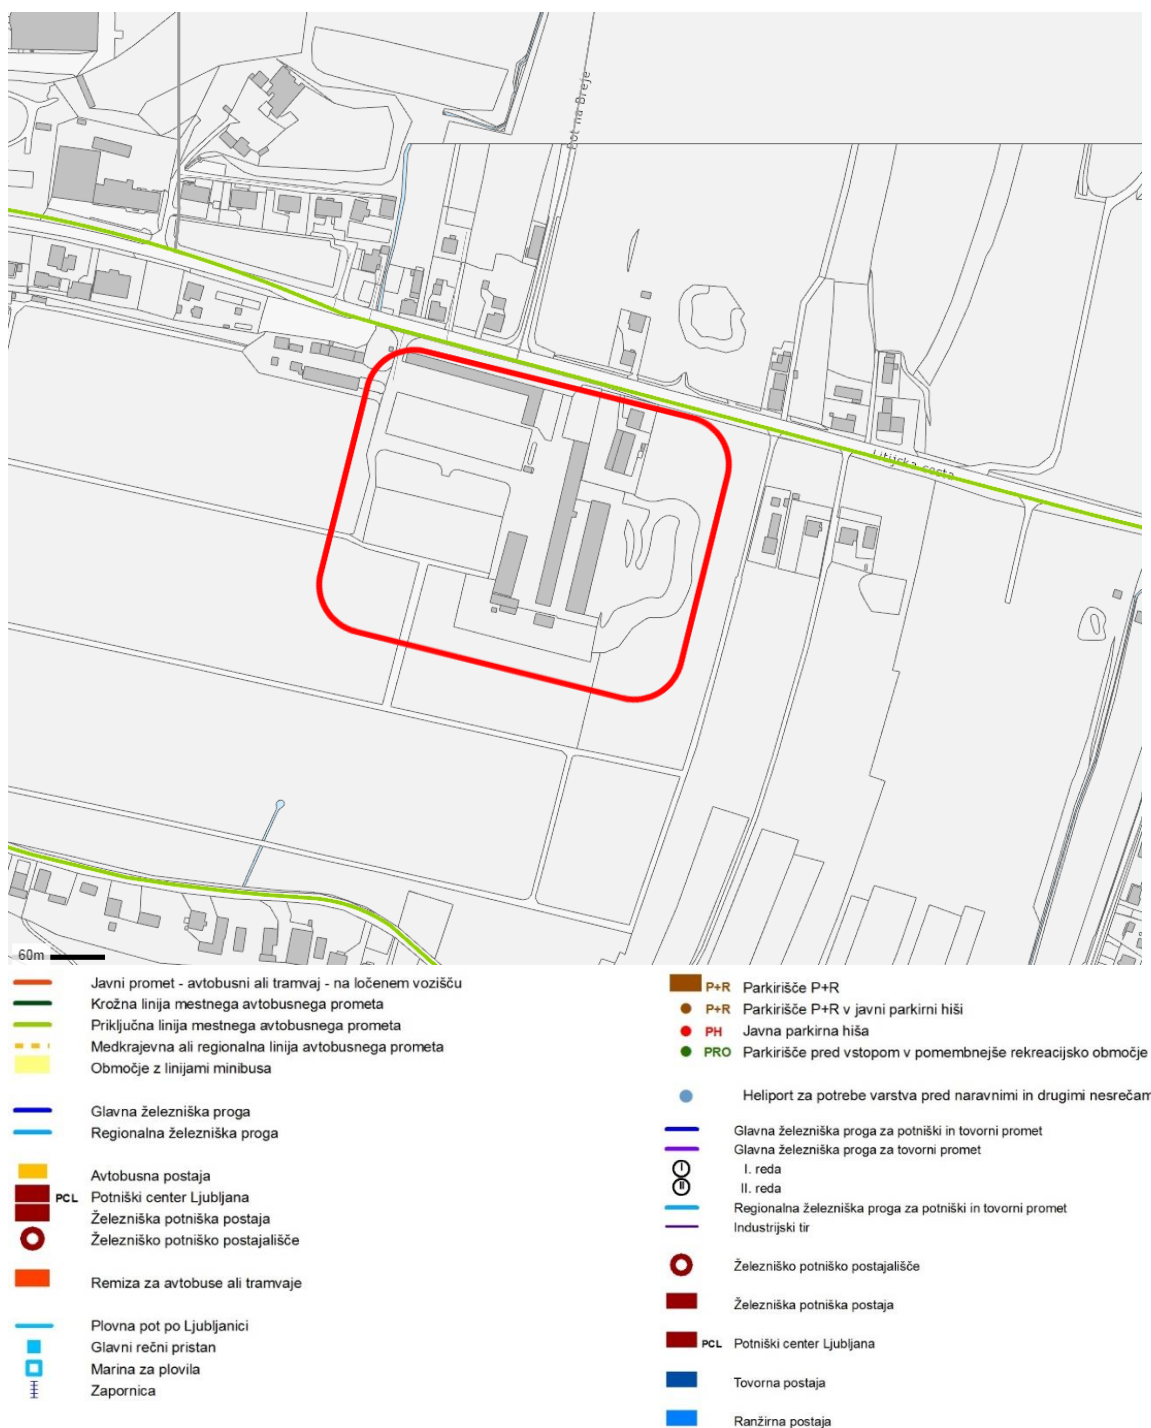 Pot na Breje
Litijska cesta
60m
Javni promet - avtobusni ali tramvaj - na ločenem vozišču
Krožna linija mestnega avtobusnega prometa
Priključna linija mestnega avtobusnega prometa
Medkrajevna ali regionalna linija avtobusnega prometa
Območje z linijami minibusa
Glavna železniška proga
Regionalna železniška proga
Avtobusna postaja
PCL Potniški center Ljubljana
Železniška potniška postaja
Železniško potniško postajališče
Remiza za avtobuse ali tramvaje
Plovna pot po Ljubljanici
Glavni rečni pristan
Marina za plovila
Zapornica
P+R Parkirišče P+R
P+R Parkirišče P+R v javni parkirni hiši
PH Javna parkirna hiša
PRO Parkirišče pred vstopom v pomembnejše rekreacijsko območje
Heliport za potrebe varstva pred naravnimi in drugimi nesrečam
Glavna železniška proga za potniški in tovorni promet
Glavna železniška proga za tovorni promet
I I. reda
II II. reda
Regionalna železniška proga za potniški in tovorni promet
Industrijski tir
Železniško potniško postajališče
Železniška potniška postaja
PCL Potniški center Ljubljana
Tovorna postaja
Ranžirna postaja